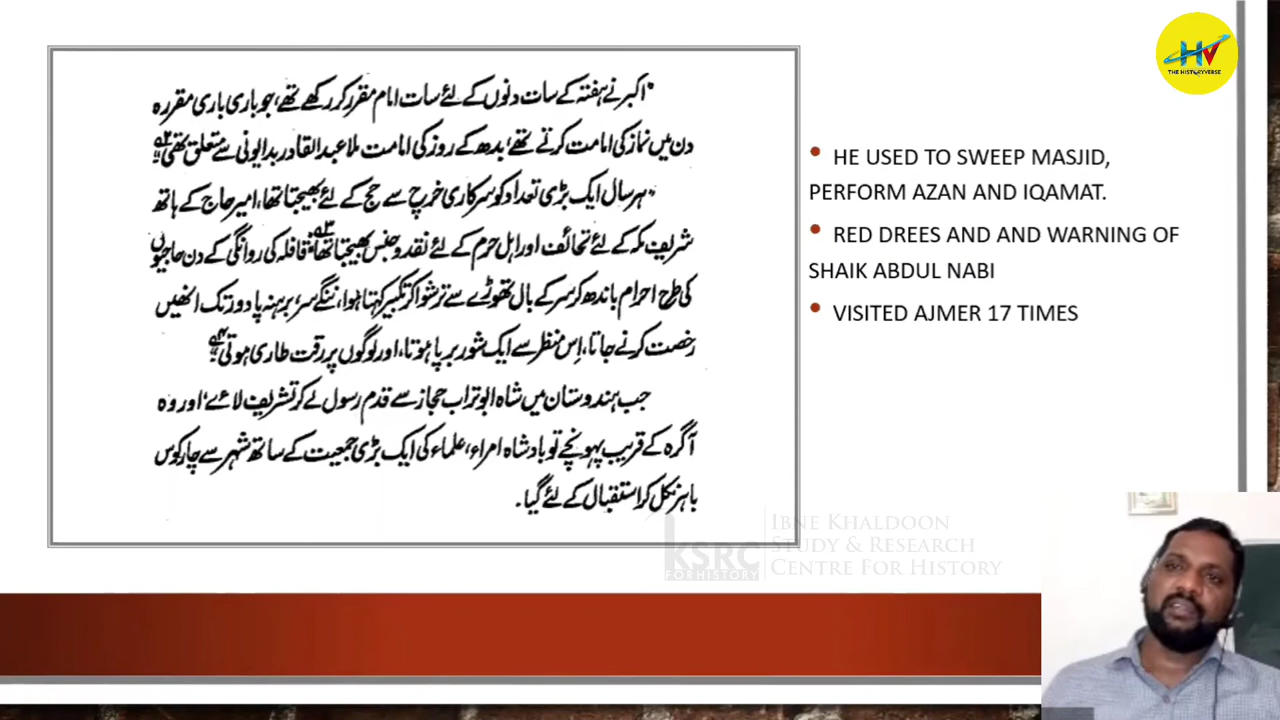 "اکبر نے ہفتہ کے سات دنوں کے لئے سات امام مقرر کر رکھے تھے، جو باری باری مقررہ
دن میں نماز کی امامت کرتے تھے، بدھ کے روز کی امامت ملا عبدالقادر بدایونی سے متعلق تھی"
"ہر سال ایک بڑی تعداد کو سرکاری خرچ سے حج کے لئے بھیجتا تھا، امیر حاج کے ہاتھ
شریف مکہ کے لئے تحائف اور اہل حرم کے لئے نقد و جنس بھیجتا تھا، قافلہ کی روانگی کے دن حاجیوں
کی طرح احرام باندھ کر سر کے بال تھوڑے سے ترشوا کر تکبیر کہتا ہوا، ننگے سر، برہنہ پا دور تک انھیں
رخصت کرنے جاتا، اِس منظر سے ایک شور برپا ہوتا، اور لوگوں پر رقت طاری ہوتی"
جب ہندوستان میں شاہ ابو تراب حجاز سے قدم رسول لے کر تشریف لائے، اور وہ
آگرہ کے قریب پہونچے تو بادشاہ امراء، علماء کی ایک بڑی جمعیت کے ساتھ شہر سے چار کوس
باہر نکل کر استقبال کے لئے گیا۔
HV
THE HISTORYVERSE
• HE USED TO SWEEP MASJID,
PERFORM AZAN AND IQAMAT.
• RED DREES AND AND WARNING OF
SHAIK ABDUL NABI
• VISITED AJMER 17 TIMES
KSRC
FOR HISTORY
IBNE KHALDOON
STUDY & RESEARCH
CENTRE FOR HISTORY